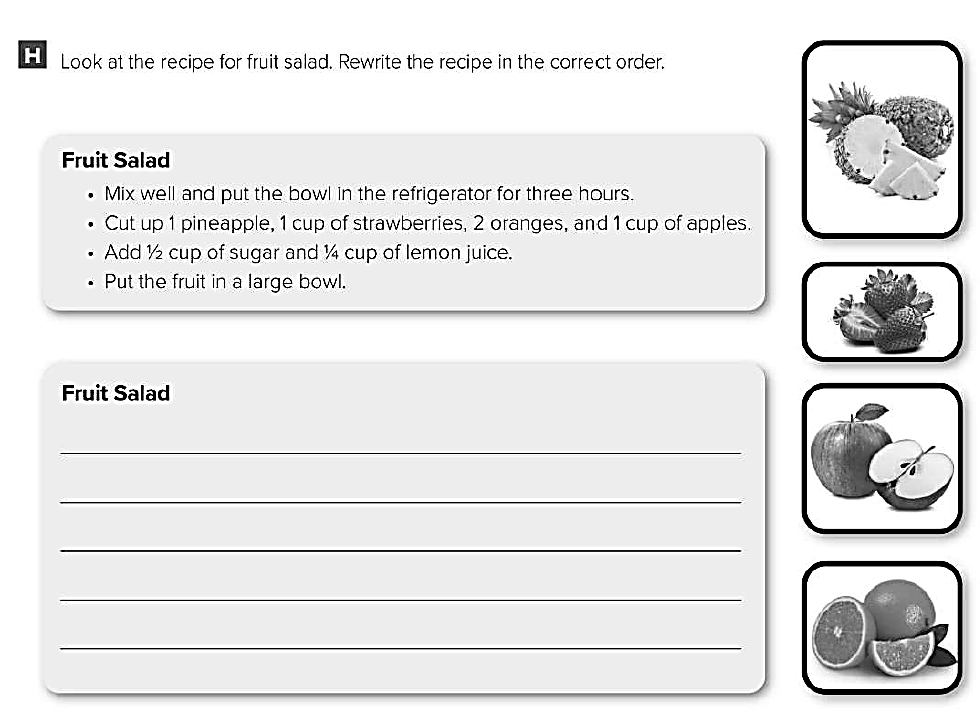 H Look at the recipe for fruit salad. Rewrite the recipe in the correct order.
Fruit Salad
• Mix well and put the bowl in the refrigerator for three hours.
• Cut up 1 pineapple, 1 cup of strawberries, 2 oranges, and 1 cup of apples.
• Add ½ cup of sugar and ¼ cup of lemon juice.
• Put the fruit in a large bowl.
Fruit Salad